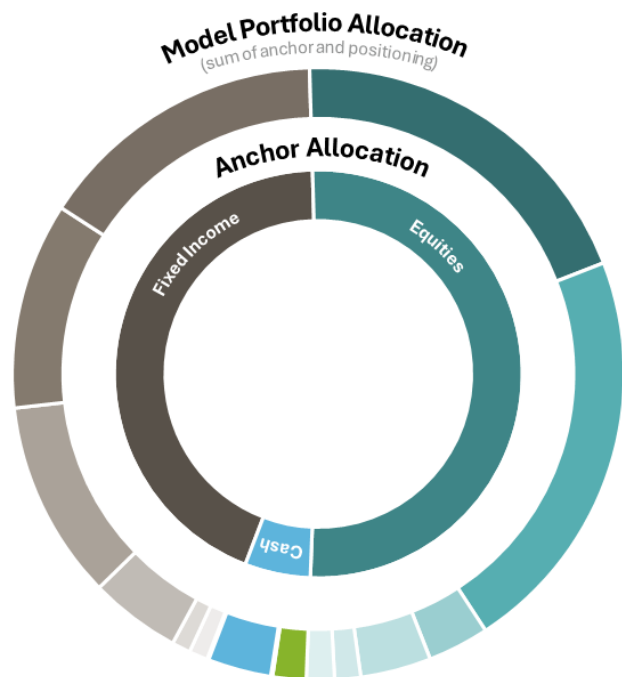 Model Portfolio Allocation
(sum of anchor and positioning)
Anchor Allocation
Fixed Income
Equities
Cash